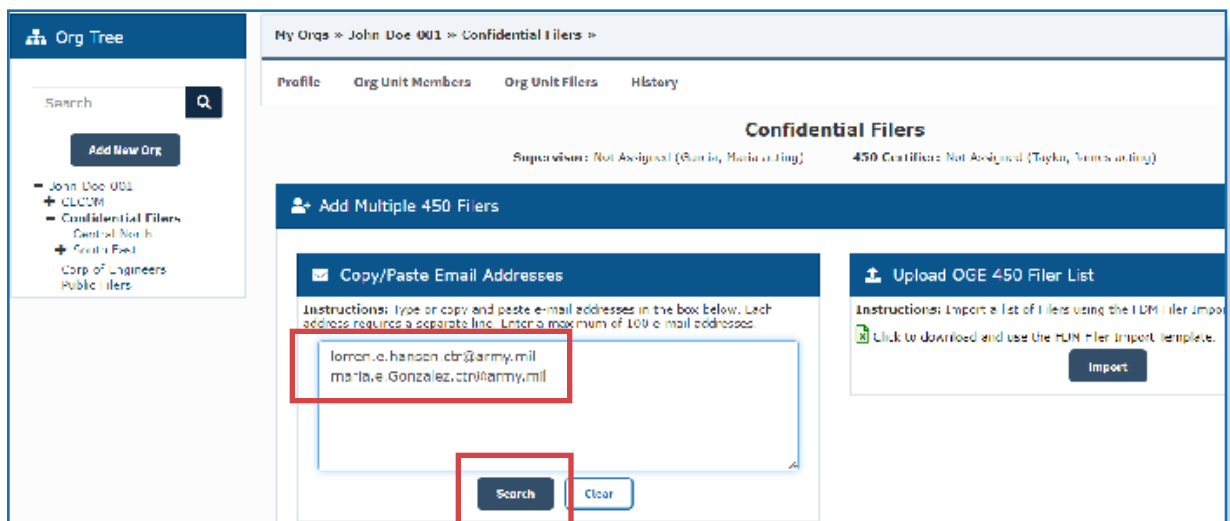 Org Tree
Search
Add New Org
John Doe 001
CECOM
Confidential Filers
Central North
South East
Corp of Engineers
Public Filers
My Orgs » John Doe 001 » Confidential Filers »
Profile Org Unit Members Org Unit Filers History
Confidential Filers
Supervisor: Not Assigned (Garcia, Maria acting) 450 Certifier: Not Assigned (Taylor, James acting)
Add Multiple 450 Filers
Copy/Paste Email Addresses
Instructions: Type or copy and paste e-mail addresses in the box below. Each
address requires a separate line. Enter a maximum of 100 e-mail addresses.
lorren.e.hansen.ctr@army.mil
maria.e.Gonzalez.ctr@army.mil
Search Clear
Upload OGE 450 Filer List
Instructions: Import a list of Filers using the FDM Filer Impo
Click to download and use the FDM Filer Import Template.
Import